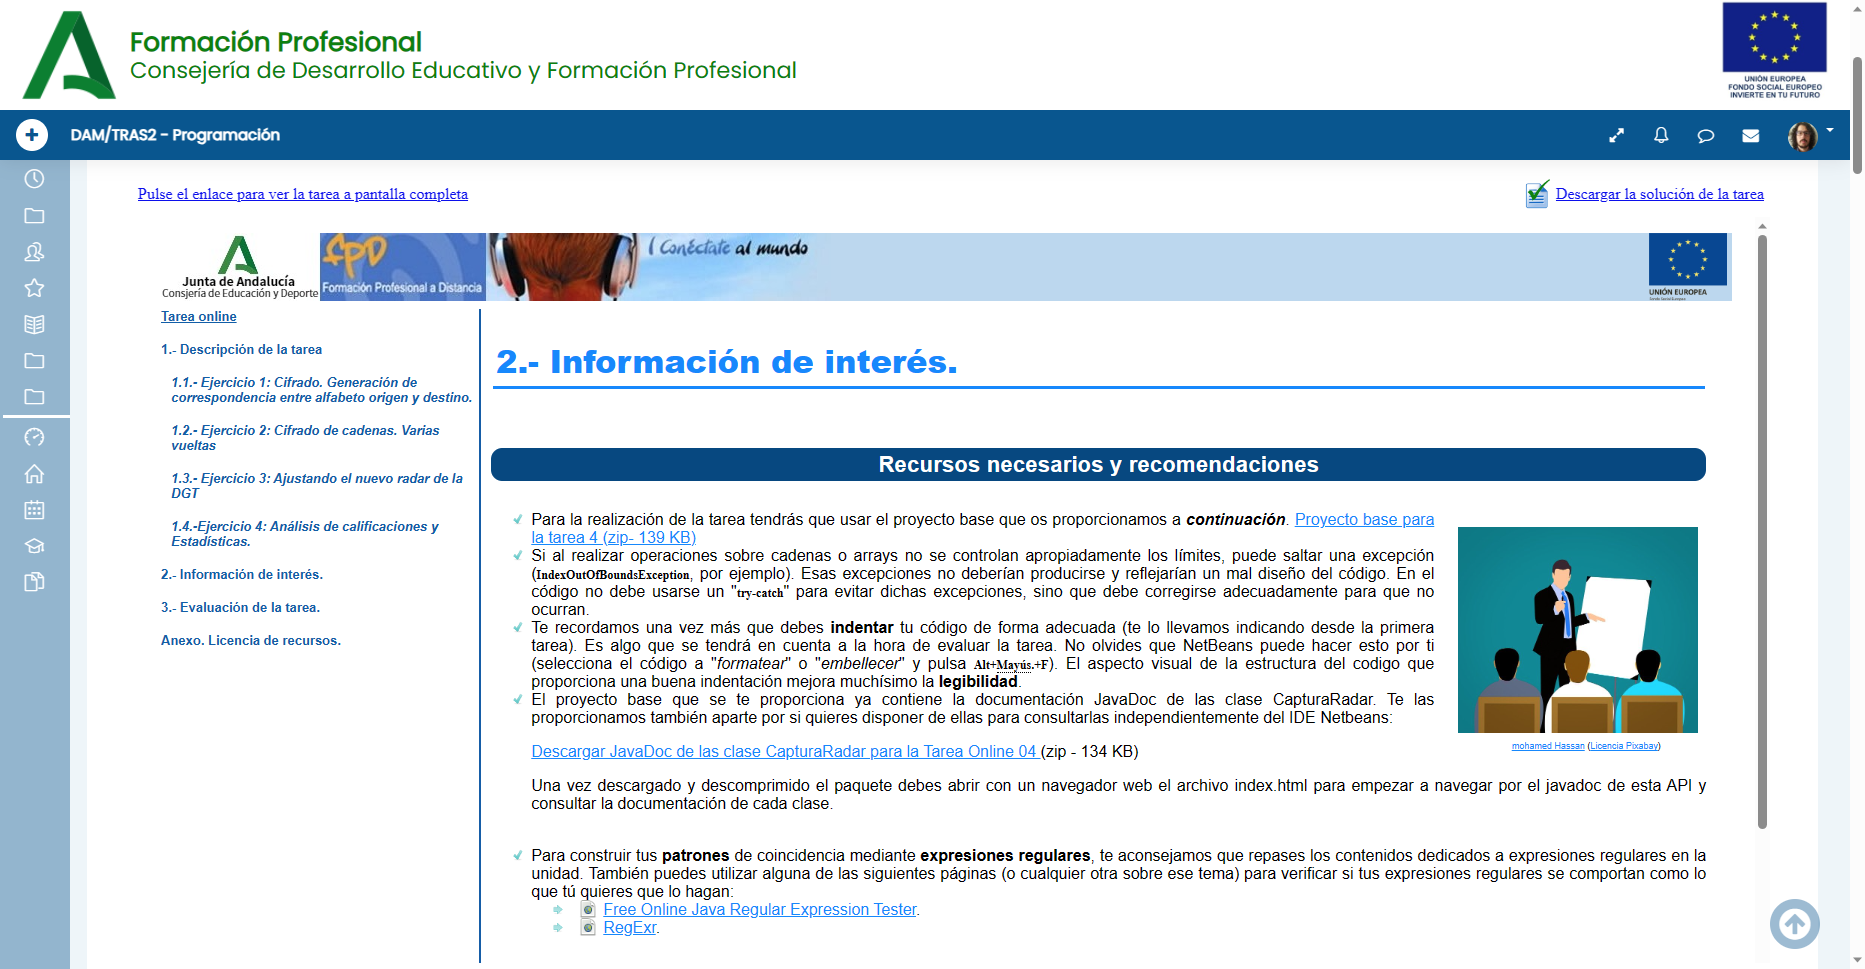 Formación Profesional
Consejería de Desarrollo Educativo y Formación Profesional
UNIÓN EUROPEA
FONDO SOCIAL EUROPEO
INVIERTE EN TU FUTURO
DAM/TRAS2 - Programación
Pulse el enlace para ver la tarea a pantalla completa
Descargar la solución de la tarea
Junta de Andalucía
Consejería de Educación y Deporte
fpD
Formación Profesional a Distancia
Conéctate al mundo
UNIÓN EUROPEA
Fondo Social Europeo
Tarea online
1.- Descripción de la tarea
1.1.- Ejercicio 1: Cifrado. Generación de
correspondencia entre alfabeto origen y destino.
1.2.- Ejercicio 2: Cifrado de cadenas. Varias
vueltas
1.3.- Ejercicio 3: Ajustando el nuevo radar de la
DGT
1.4.-Ejercicio 4: Análisis de calificaciones y
Estadísticas.
2.- Información de interés.
3.- Evaluación de la tarea.
Anexo. Licencia de recursos.
2.- Información de interés.
Recursos necesarios y recomendaciones
Para la realización de la tarea tendrás que usar el proyecto base que os proporcionamos a continuación. Proyecto base para
la tarea 4 (zip- 139 KB)
Si al realizar operaciones sobre cadenas o arrays no se controlan apropiadamente los límites, puede saltar una excepción
(IndexOutOfBoundsException, por ejemplo). Esas excepciones no deberían producirse y reflejarían un mal diseño del código. En el
código no debe usarse un "try-catch" para evitar dichas excepciones, sino que debe corregirse adecuadamente para que no
ocurran.
Te recordamos una vez más que debes indentar tu código de forma adecuada (te lo llevamos indicando desde la primera
tarea). Es algo que se tendrá en cuenta a la hora de evaluar la tarea. No olvides que NetBeans puede hacer esto por ti
(selecciona el código a "formatear" o "embellecer" y pulsa Alt+Mayús.+F). El aspecto visual de la estructura del codigo que
proporciona una buena indentación mejora muchísimo la legibilidad.
El proyecto base que se te proporciona ya contiene la documentación JavaDoc de las clase CapturaRadar. Te las
proporcionamos también aparte por si quieres disponer de ellas para consultarlas independientemente del IDE Netbeans:
mohamed Hassan (Licencia Pixabay)
Descargar JavaDoc de las clase CapturaRadar para la Tarea Online 04 (zip - 134 KB)
Una vez descargado y descomprimido el paquete debes abrir con un navegador web el archivo index.html para empezar a navegar por el javadoc de esta API y
consultar la documentación de cada clase.
Para construir tus patrones de coincidencia mediante expresiones regulares, te aconsejamos que repases los contenidos dedicados a expresiones regulares en la
unidad. También puedes utilizar alguna de las siguientes páginas (o cualquier otra sobre ese tema) para verificar si tus expresiones regulares se comportan como lo
que tú quieres que lo hagan:
Free Online Java Regular Expression Tester.
RegExr.